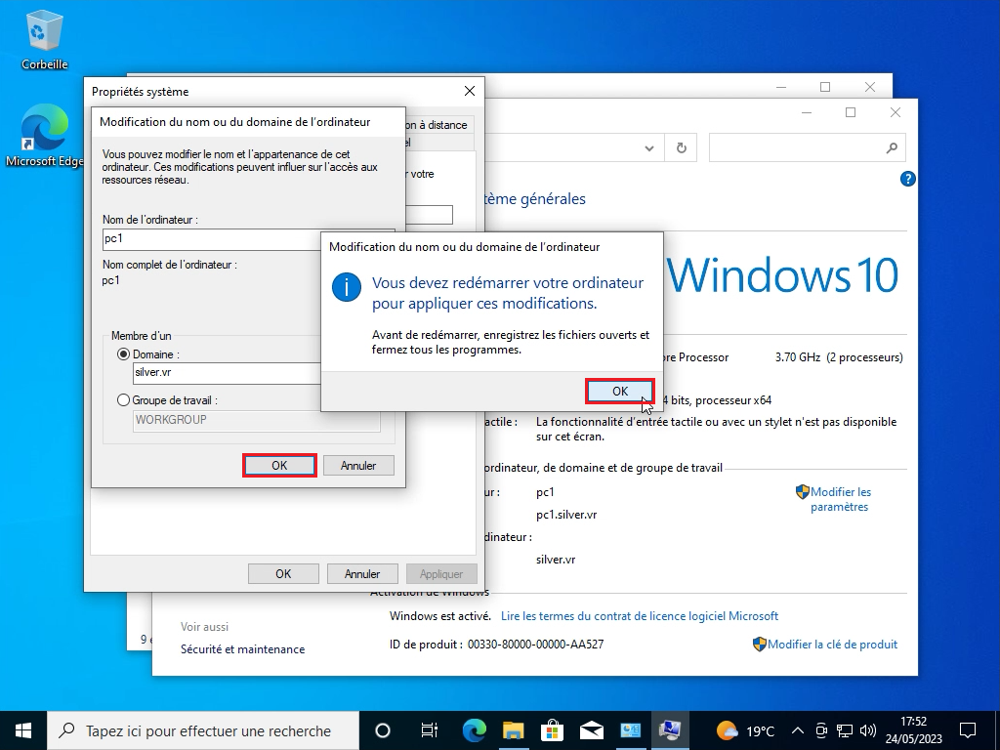 Corbeille
Microsoft Edge
Propriétés système
on à distance
el
r votre
Modification du nom ou du domaine de l'ordinateur
Vous pouvez modifier le nom et l'appartenance de cet
ordinateur. Ces modifications peuvent influer sur l'accès aux
ressources réseau.
Nom de l'ordinateur :
pc1
Nom complet de l'ordinateur :
pc1
Membre d'un
Domaine :
silver.vr
Groupe de travail :
WORKGROUP
OK
Annuler
OK
Annuler
Appliquer
Modification du nom ou du domaine de l'ordinateur
Vous devez redémarrer votre ordinateur
pour appliquer ces modifications.
Avant de redémarrer, enregistrez les fichiers ouverts et
fermez tous les programmes.
OK
?
tème générales
Windows 10
ore Processor 3.70 GHz (2 processeurs)
4 bits, processeur x64
actile : La fonctionnalité d'entrée tactile ou avec un stylet n'est pas disponible
sur cet écran.
ordinateur, de domaine et de groupe de travail
ur : pc1
Modifier les
paramètres
pc1.silver.vr
dinateur :
silver.vr
Activation de Windows
Windows est activé. Lire les termes du contrat de licence logiciel Microsoft
ID de produit : 00330-80000-00000-AA527
Modifier la clé de produit
Voir aussi
Sécurité et maintenance
9
Tapez ici pour effectuer une recherche
19°C
17:52
24/05/2023